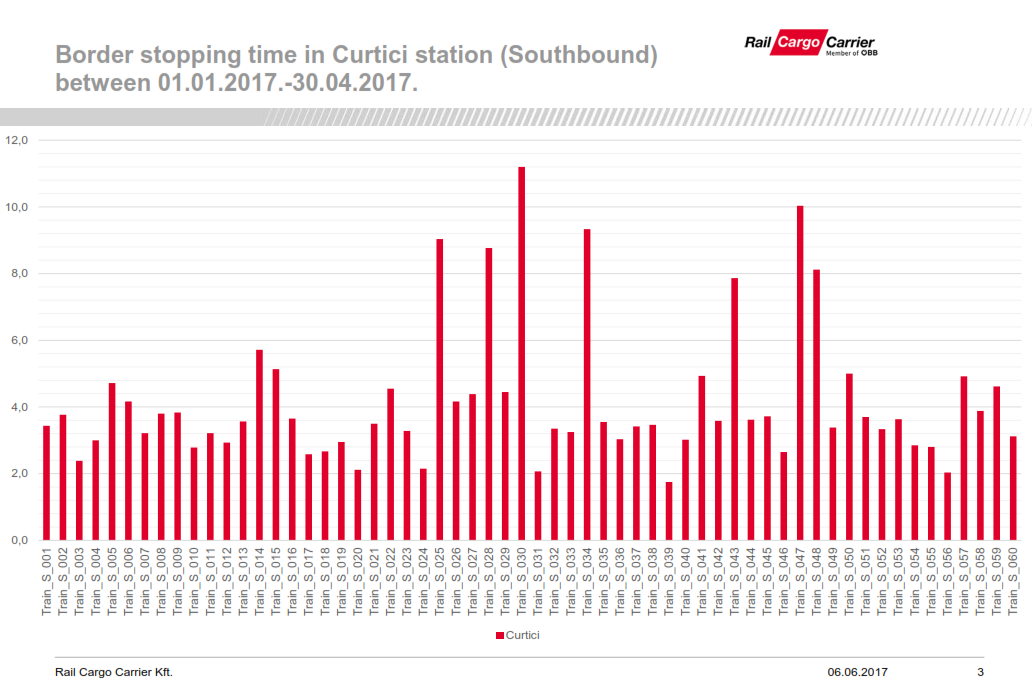 Border stopping time in Curtici station (Southbound)
between 01.01.2017.-30.04.2017.
Rail Cargo Carrier
Member of ÖBB
12,0
10,0
8,0
6,0
4,0
2,0
0,0
Train_S_001
Train_S_002
Train_S_003
Train_S_004
Train_S_005
Train_S_006
Train_S_007
Train_S_008
Train_S_009
Train_S_010
Train_S_011
Train_S_012
Train_S_013
Train_S_014
Train_S_015
Train_S_016
Train_S_017
Train_S_018
Train_S_019
Train_S_020
Train_S_021
Train_S_022
Train_S_023
Train_S_024
Train_S_025
Train_S_026
Train_S_027
Train_S_028
Train_S_029
Train_S_030
Train_S_031
Train_S_032
Train_S_033
Train_S_034
Train_S_035
Train_S_036
Train_S_037
Train_S_038
Train_S_039
Train_S_040
Train_S_041
Train_S_042
Train_S_043
Train_S_044
Train_S_045
Train_S_046
Train_S_047
Train_S_048
Train_S_049
Train_S_050
Train_S_051
Train_S_052
Train_S_053
Train_S_054
Train_S_055
Train_S_056
Train_S_057
Train_S_058
Train_S_059
Train_S_060
Curtici
Rail Cargo Carrier Kft.
06.06.2017
3